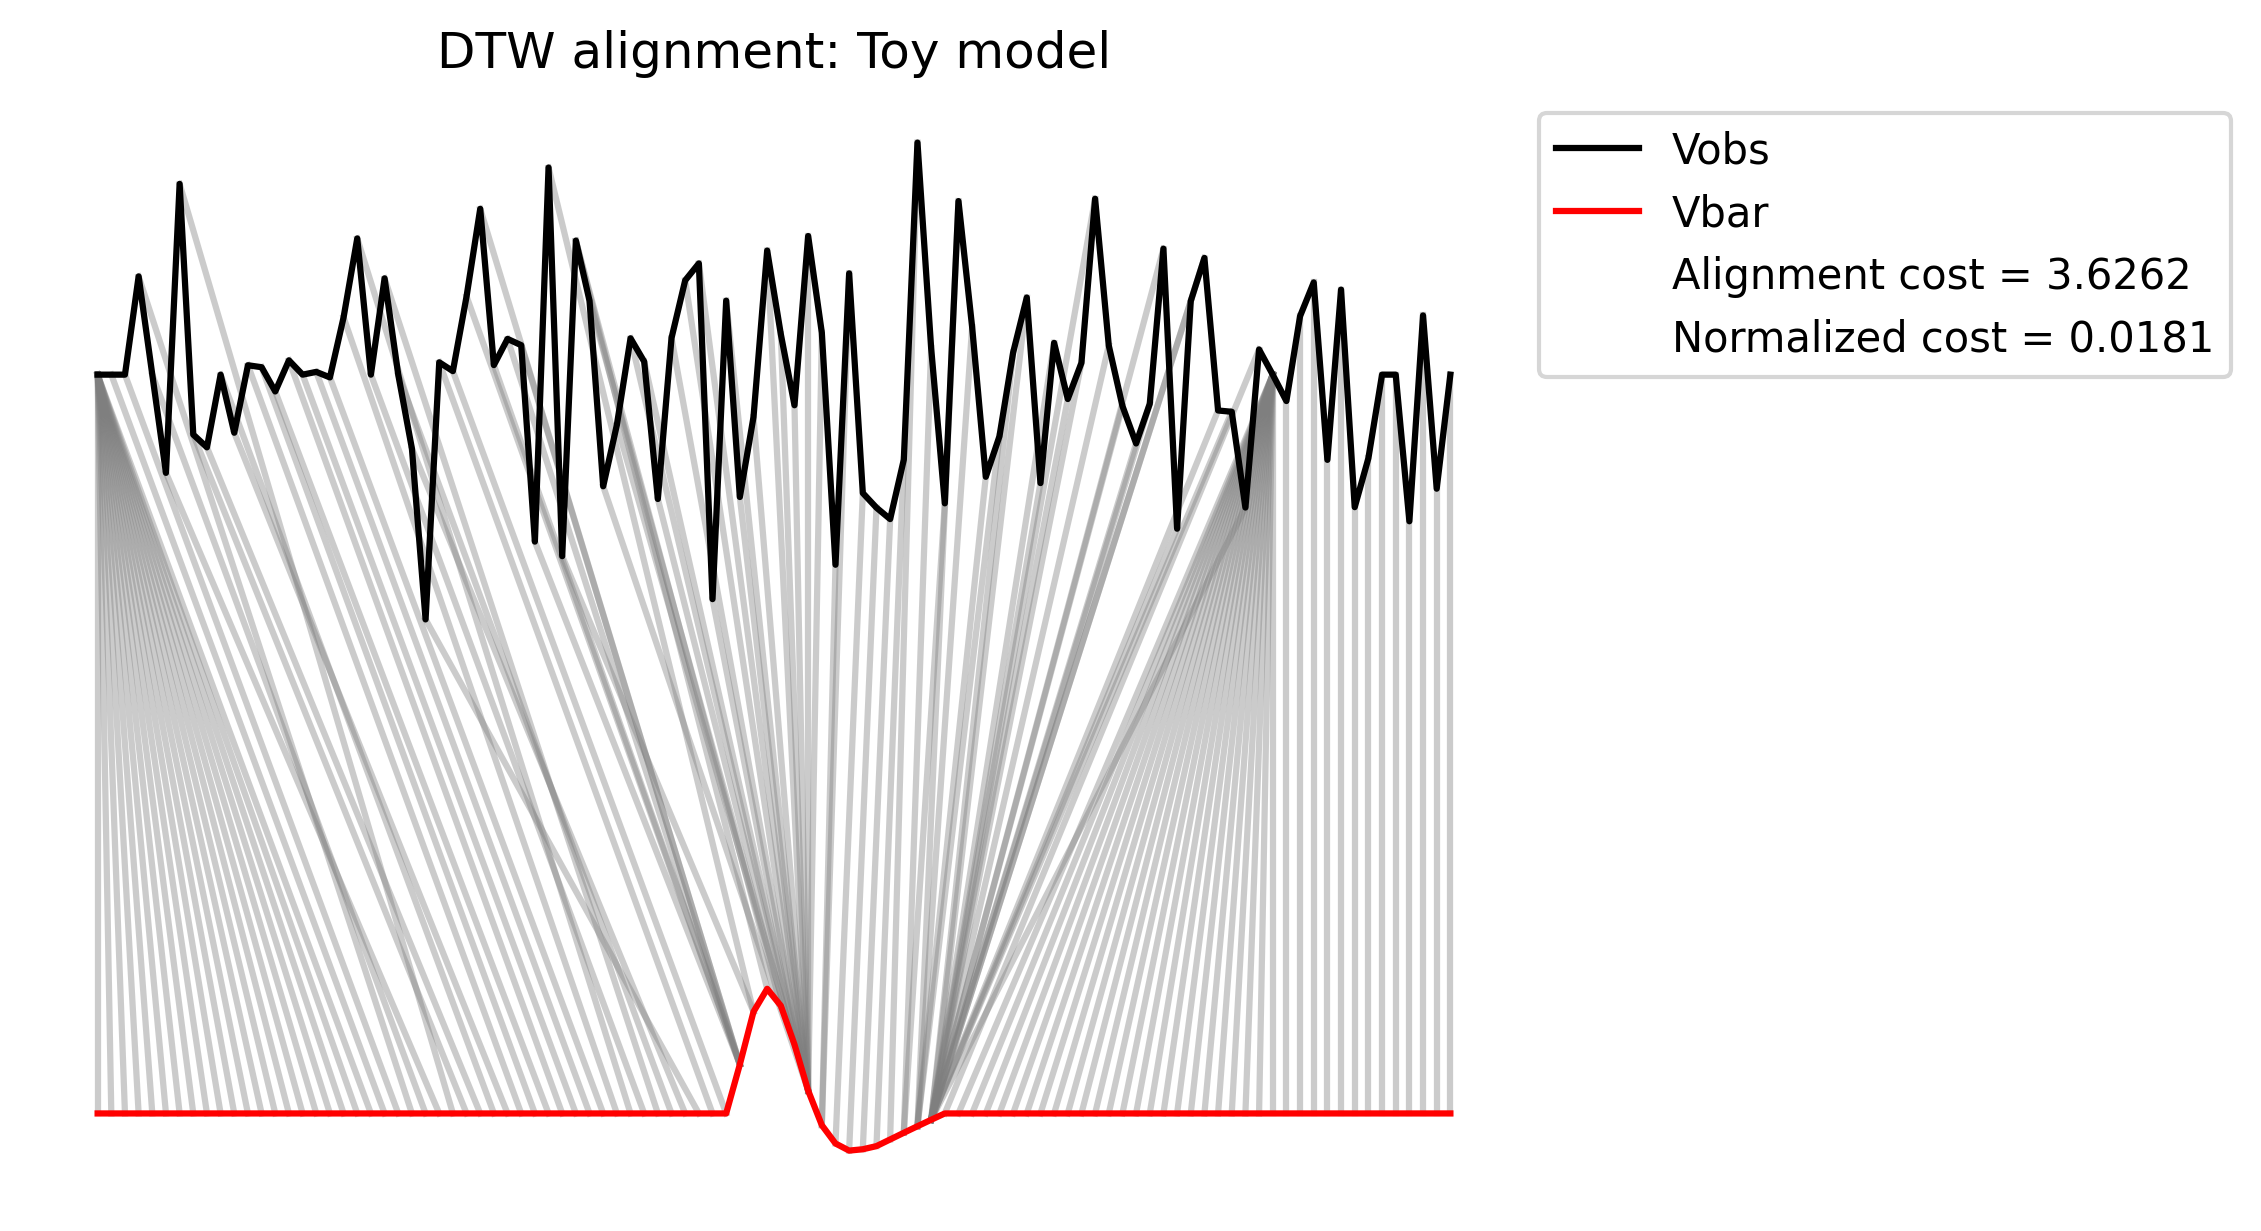 DTW alignment: Toy model
Vobs
Vbar
Alignment cost = 3.6262
Normalized cost = 0.0181